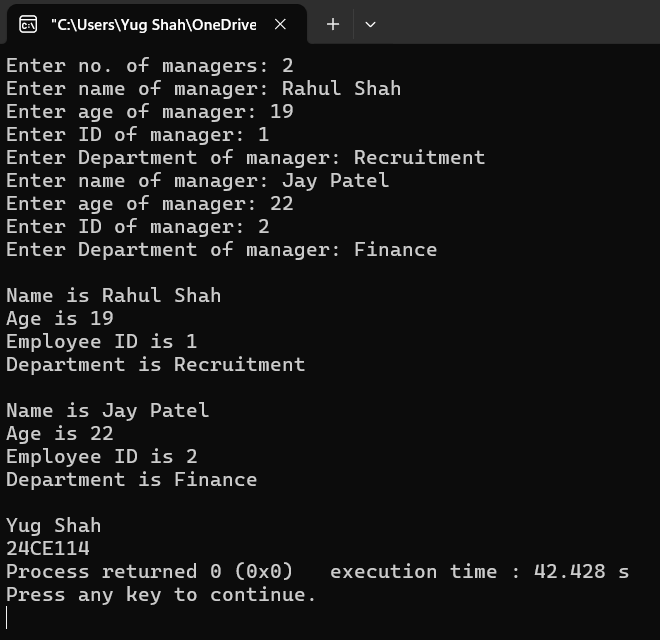 "C:\Users\Yug Shah\OneDrive
Enter no. of managers: 2
Enter name of manager: Rahul Shah
Enter age of manager: 19
Enter ID of manager: 1
Enter Department of manager: Recruitment
Enter name of manager: Jay Patel
Enter age of manager: 22
Enter ID of manager: 2
Enter Department of manager: Finance

Name is Rahul Shah
Age is 19
Employee ID is 1
Department is Recruitment

Name is Jay Patel
Age is 22
Employee ID is 2
Department is Finance

Yug Shah
24CE114
Process returned 0 (0x0)   execution time : 42.428 s
Press any key to continue.